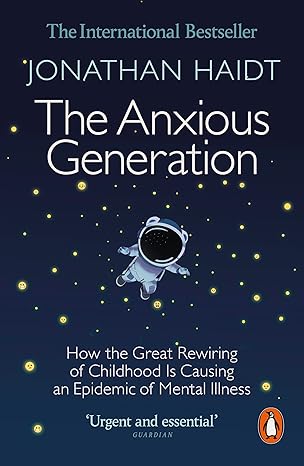 The International Bestseller
JONATHAN HAIDT
The Anxious
Generation
How the Great Rewiring
of Childhood Is Causing
an Epidemic of Mental Illness
‘Urgent and essential’
GUARDIAN